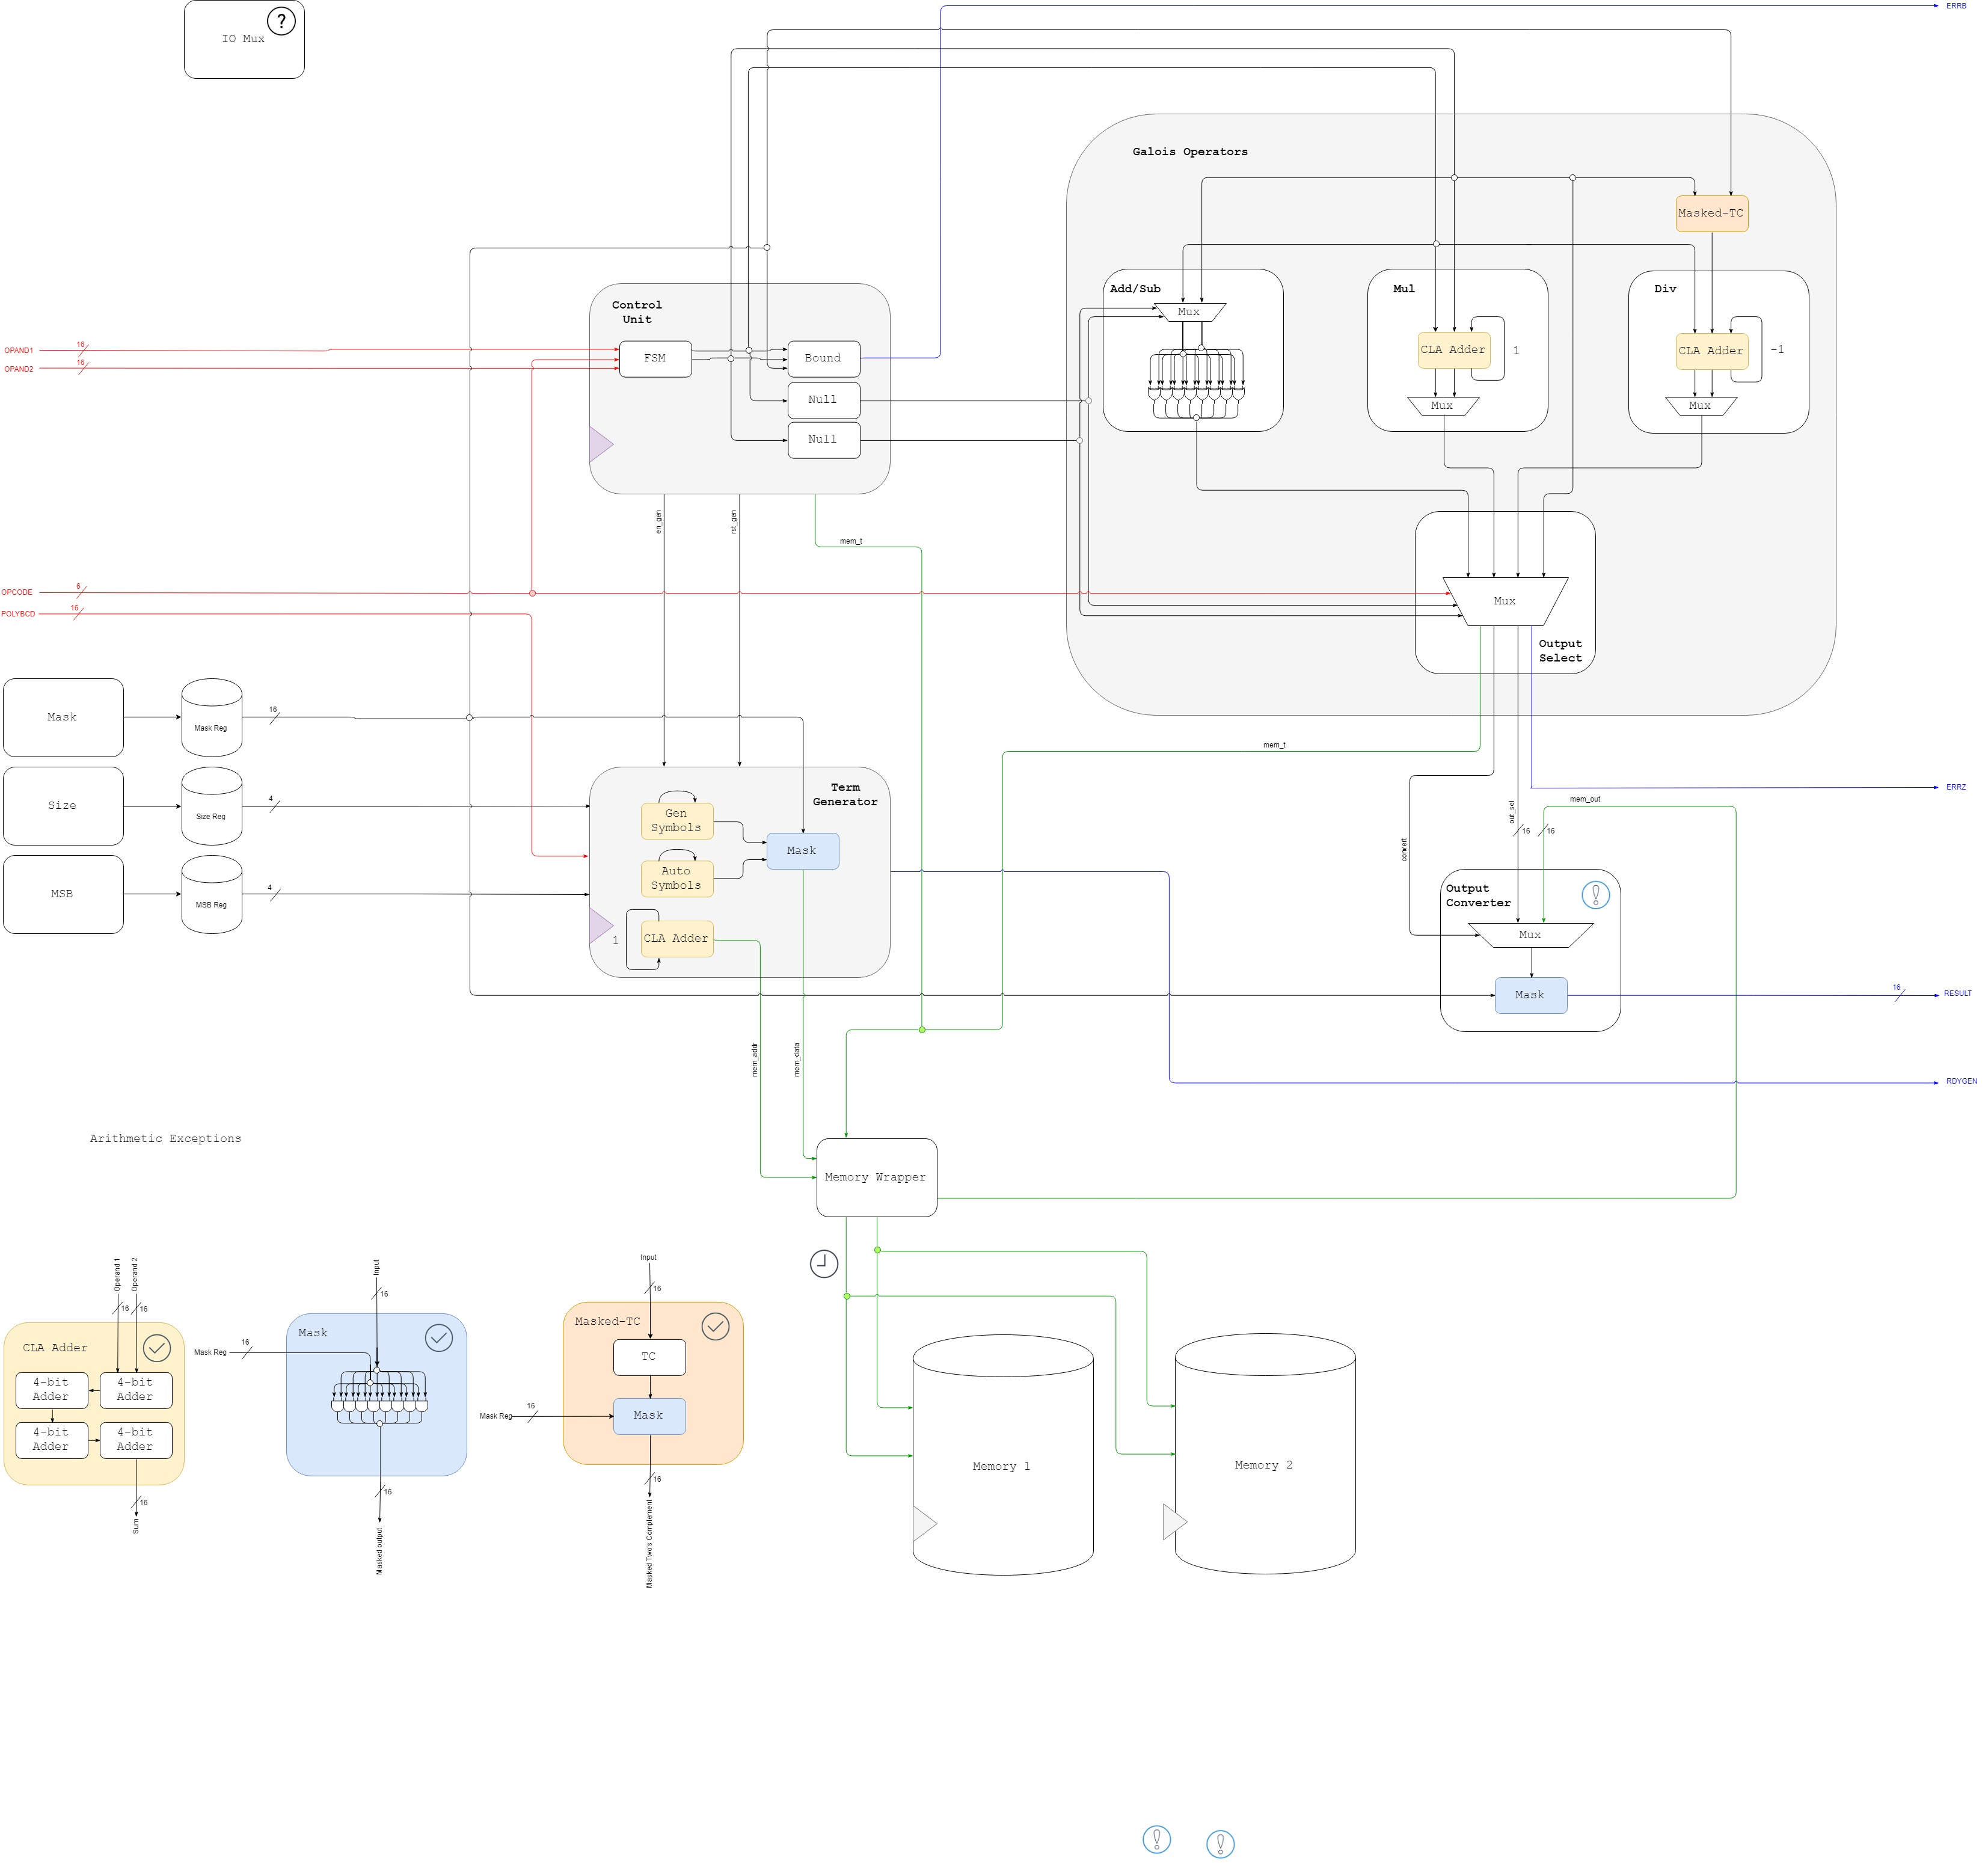 ERRB
IO Mux
?
Galois Operators
Masked-TC
Add/Sub
Mul
Div
Mux
CLA Adder
1
CLA Adder
-1
Mux
Mux
Control
Unit
FSM
Bound
Null
Null
OPAND1
16
OPAND2
16
en_gen
rst_gen
mem_t
OPCODE
6
POLYBCD
16
Mux
Output
Select
Mask
Mask Reg
16
Size
Size Reg
4
MSB
MSB Reg
4
Term
Generator
Gen
Symbols
Auto
Symbols
Mask
CLA Adder
1
mem_t
ERRZ
mem_out
out_sel
16
16
convert
Output
Converter
Mux
Mask
16
RESULT
RDYGEN
mem_addr
mem_data
Arithmetic Exceptions
Memory Wrapper
Operand 1
Operand 2
16
16
CLA Adder
4-bit
Adder
4-bit
Adder
4-bit
Adder
4-bit
Adder
16
Sum
Input
16
Mask Reg
16
Mask
16
Masked output
Input
16
Masked-TC
TC
Mask Reg
16
Mask
16
Masked Two's Complement
Memory 1
Memory 2